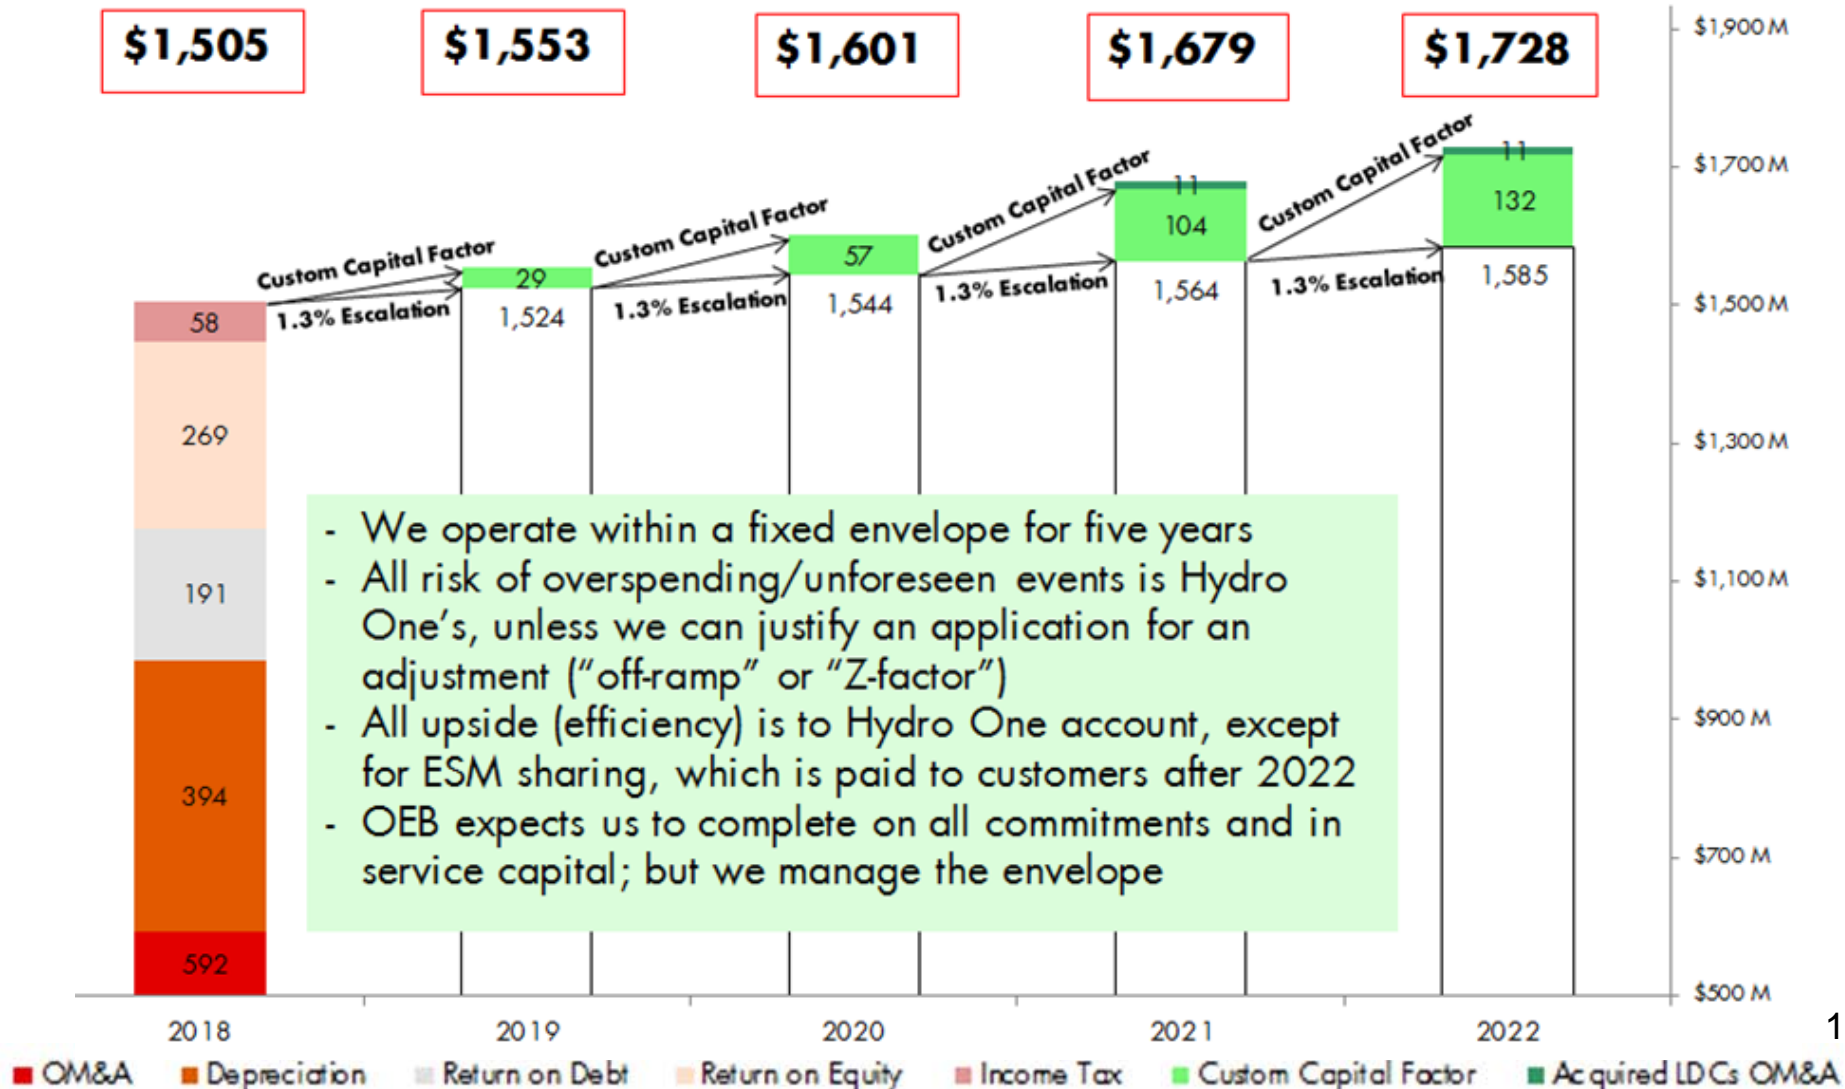 $1,505
$1,553
$1,601
$1,679
$1,728
$1,900 M
$1,700 M
$1,500 M
$1,300 M
$1,100 M
$900 M
$700 M
$500 M
Custom Capital Factor
1.3% Escalation
Custom Capital Factor
1.3% Escalation
Custom Capital Factor
1.3% Escalation
Custom Capital Factor
1.3% Escalation
58
269
191
394
592
29
1,524
57
1,544
11
104
1,564
11
132
1,585
- We operate within a fixed envelope for five years
- All risk of overspending/unforeseen events is Hydro
One’s, unless we can justify an application for an
adjustment (“off-ramp” or “Z-factor”)
- All upside (efficiency) is to Hydro One account, except
for ESM sharing, which is paid to customers after 2022
- OEB expects us to complete on all commitments and in
service capital; but we manage the envelope
2018
2019
2020
2021
2022
1
OM&A
Depreciation
Return on Debt
Return on Equity
Income Tax
Custom Capital Factor
Acquired LDCs OM&A